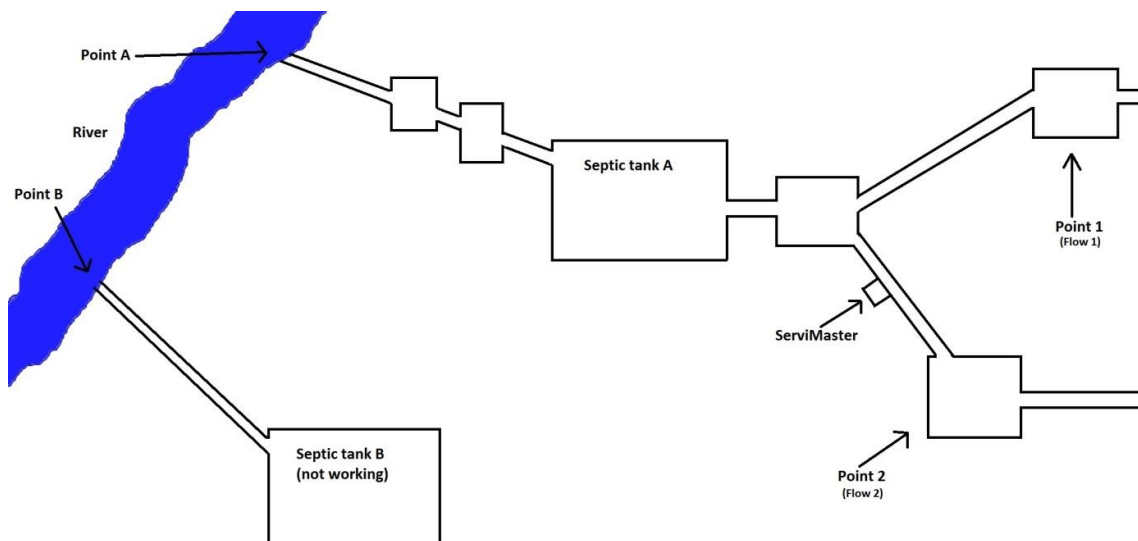 Point A
River
Septic tank A
Point B
Point 1
(Flow 1)
ServiMaster
Septic tank B
(not working)
Point 2
(Flow 2)